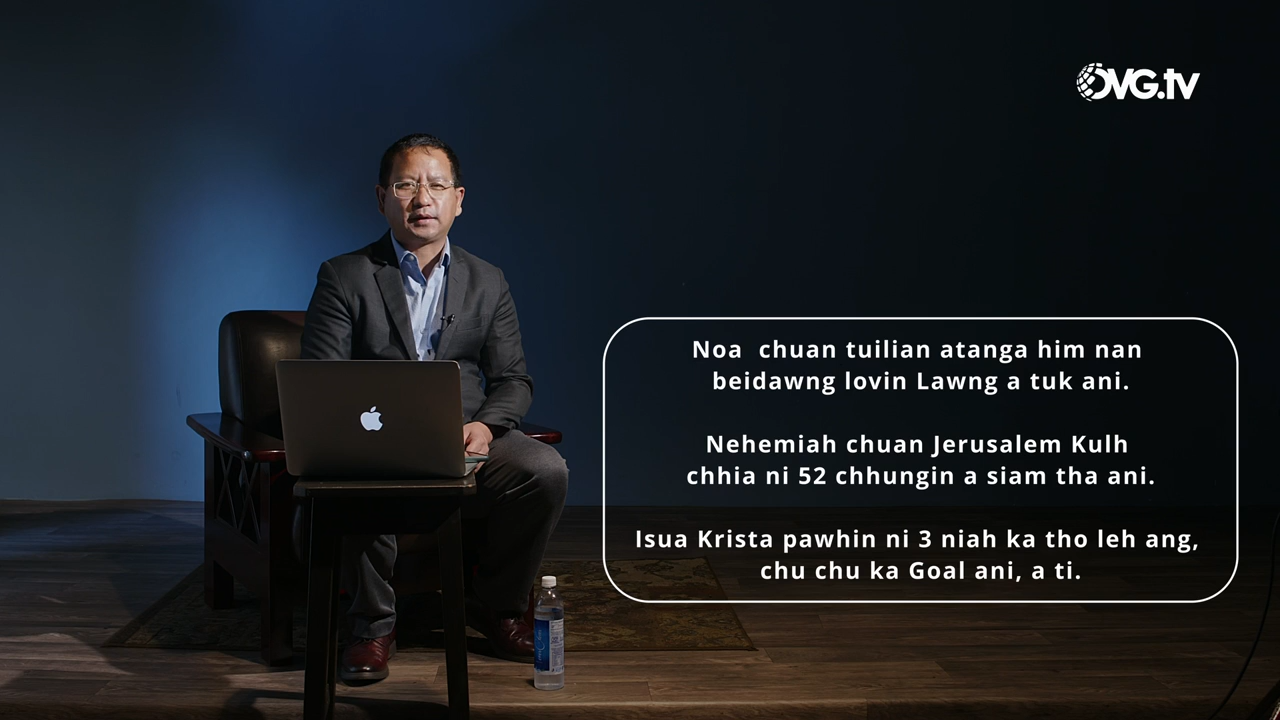 OVG.tv
Noa chuan tuilian atanga him nan
beidawng lovin Lawng a tuk ani.
Nehemiah chuan Jerusalem Kulh
chhia ni 52 chhungin a siam tha ani.
Isua Krista pawhin ni 3 niah ka tho leh ang,
chu chu ka Goal ani, a ti.